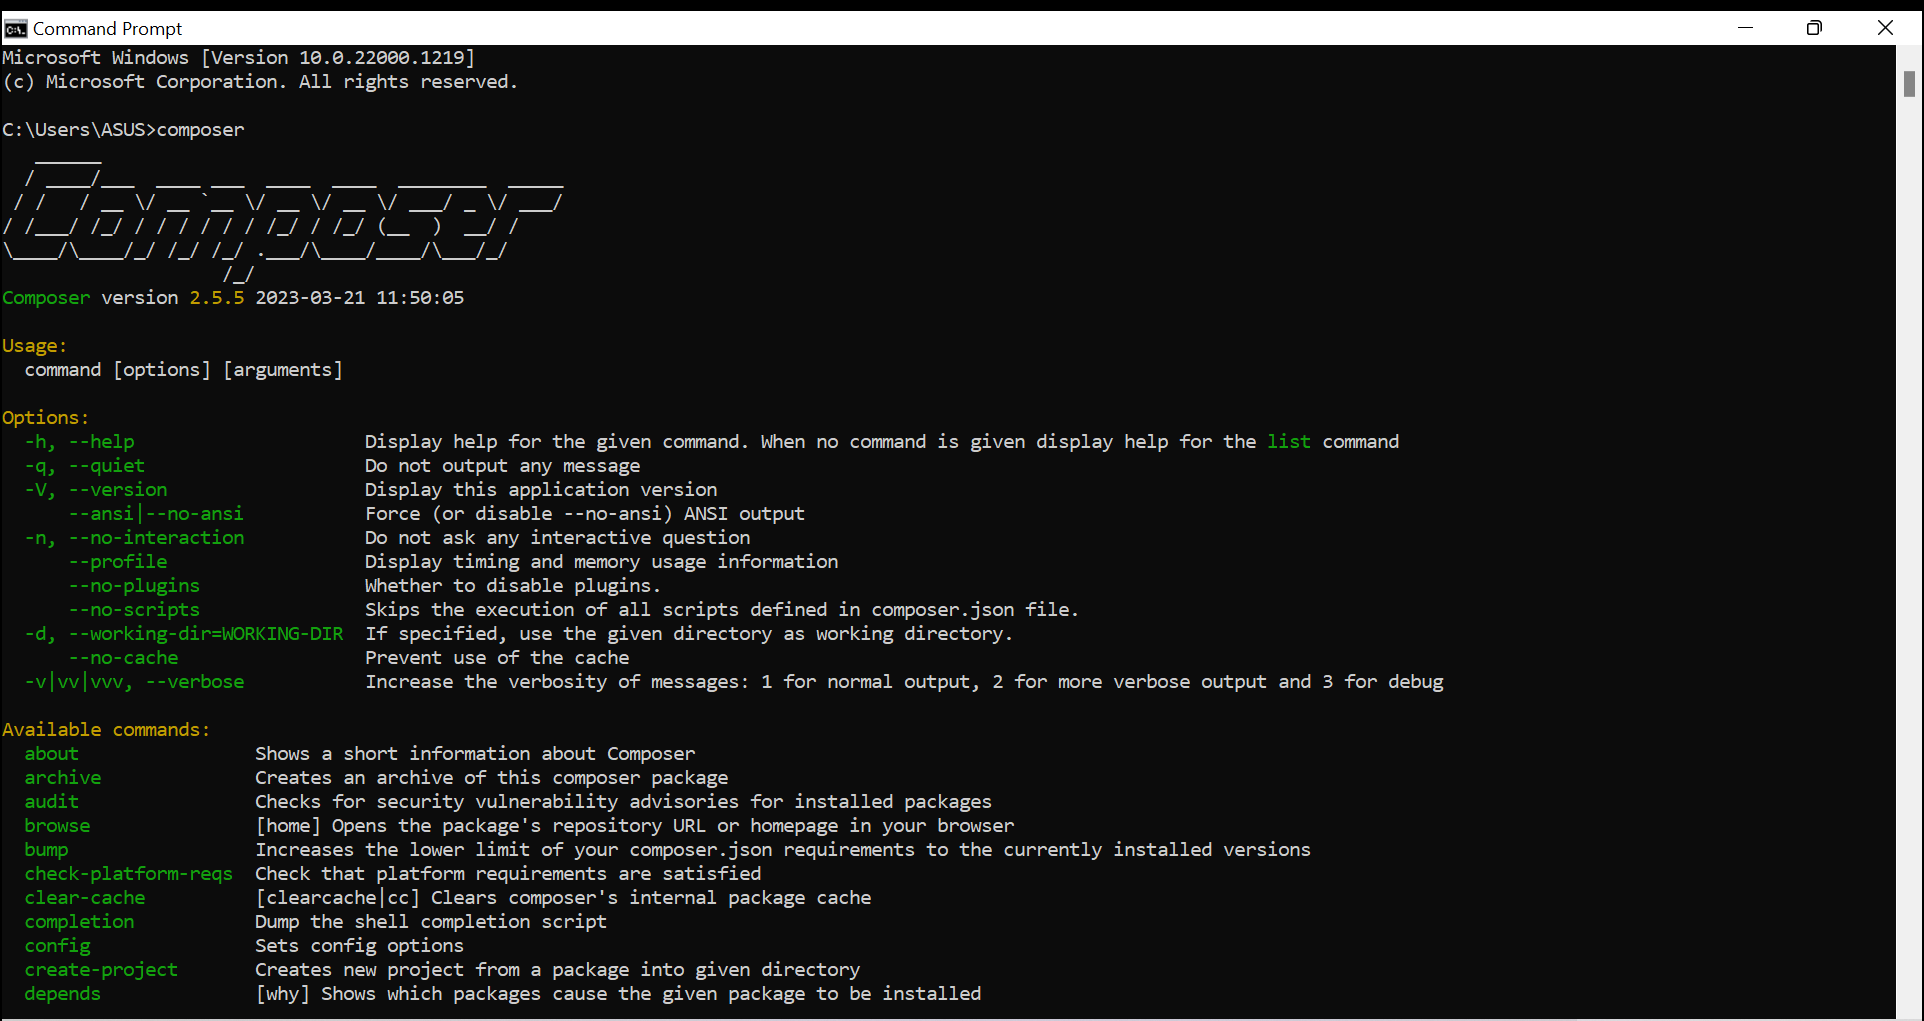 Command Prompt
Microsoft Windows [Version 10.0.22000.1219]
(c) Microsoft Corporation. All rights reserved.
C:\Users\ASUS>composer
Composer
Composer version 2.5.5 2023-03-21 11:50:05
Usage:
  command [options] [arguments]
Options:
  -h, --help                     Display help for the given command. When no command is given display help for the list command
  -q, --quiet                    Do not output any message
  -V, --version                  Display this application version
      --ansi|--no-ansi           Force (or disable --no-ansi) ANSI output
  -n, --no-interaction           Do not ask any interactive question
      --profile                  Display timing and memory usage information
      --no-plugins               Whether to disable plugins.
      --no-scripts               Skips the execution of all scripts defined in composer.json file.
  -d, --working-dir=WORKING-DIR  If specified, use the given directory as working directory.
      --no-cache                 Prevent use of the cache
  -v|vv|vvv, --verbose           Increase the verbosity of messages: 1 for normal output, 2 for more verbose output and 3 for debug
Available commands:
  about                Shows a short information about Composer
  archive              Creates an archive of this composer package
  audit                Checks for security vulnerability advisories for installed packages
  browse               [home] Opens the package's repository URL or homepage in your browser
  bump                 Increases the lower limit of your composer.json requirements to the currently installed versions
  check-platform-reqs  Check that platform requirements are satisfied
  clear-cache          [clearcache|cc] Clears composer's internal package cache
  completion           Dump the shell completion script
  config               Sets config options
  create-project       Creates new project from a package into given directory
  depends              [why] Shows which packages cause the given package to be installed